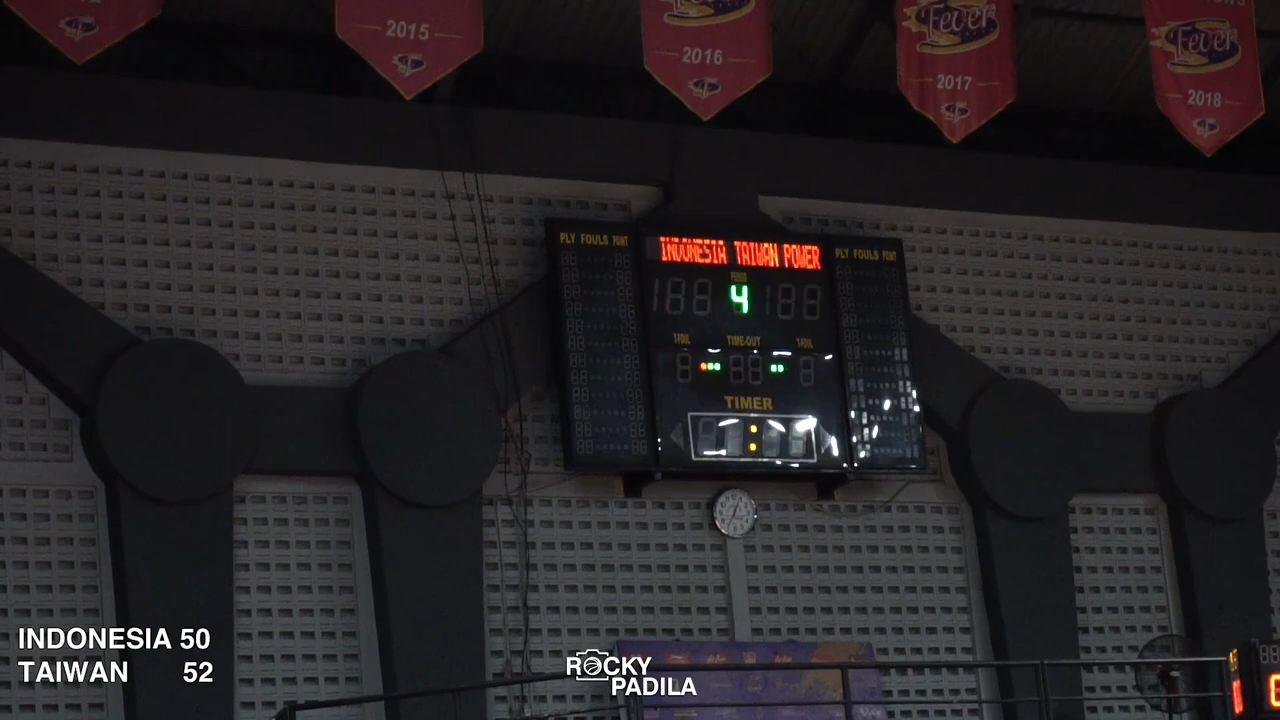 2015
Fever
2016
Fever
2017
Fever
2018
PLY FOULS POINT
INDONESIA TAIWAN POWER
PLY FOULS POINT
PERIOD
4
T-FOUL TIME-OUT T-FOUL
TIMER
INDONESIA 50
TAIWAN 52
ROCKY
PADILA